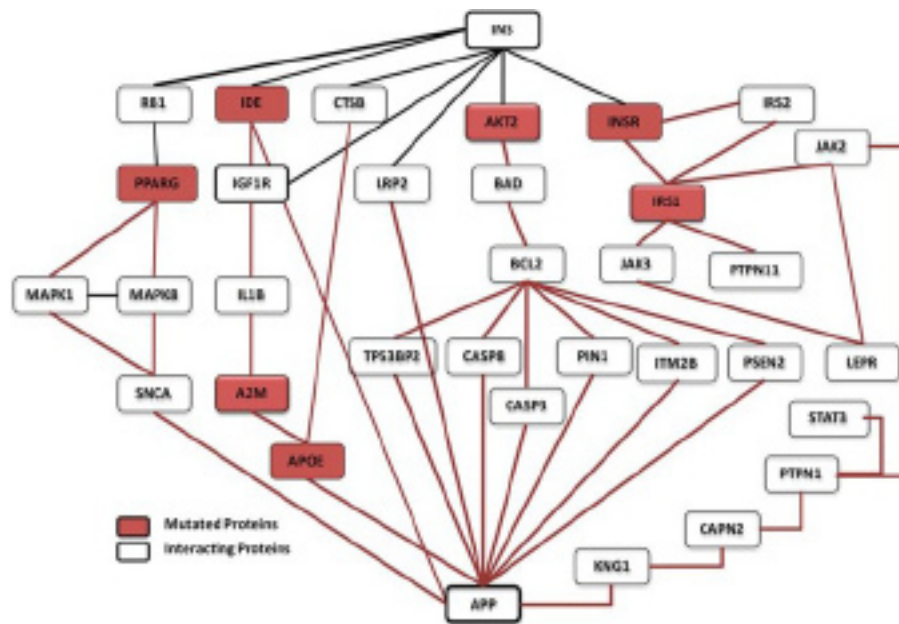 INS
RB1
IDE
CTSB
AKT2
INSR
IRS2
JAK2
PPARG
IGF1R
LRP2
BAD
IRS1
BCL2
JAK3
PTPN11
MAPK1
MAPK8
IL1B
TP53BP2
CASP8
PIN1
ITM2B
PSEN2
LEPR
SNCA
A2M
CASP3
STAT3
APOE
PTPN1
Mutated Proteins
Interacting Proteins
CAPN2
KNG1
APP